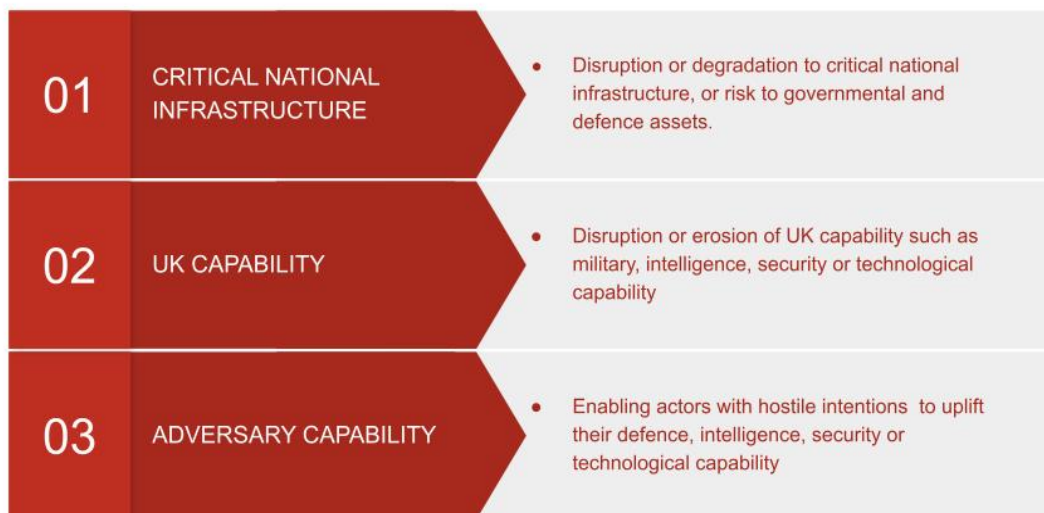 01
CRITICAL NATIONAL
INFRASTRUCTURE
● Disruption or degradation to critical national
infrastructure, or risk to governmental and
defence assets.
02
UK CAPABILITY
● Disruption or erosion of UK capability such as
military, intelligence, security or technological
capability
03
ADVERSARY CAPABILITY
● Enabling actors with hostile intentions  to uplift
their defence, intelligence, security or
technological capability